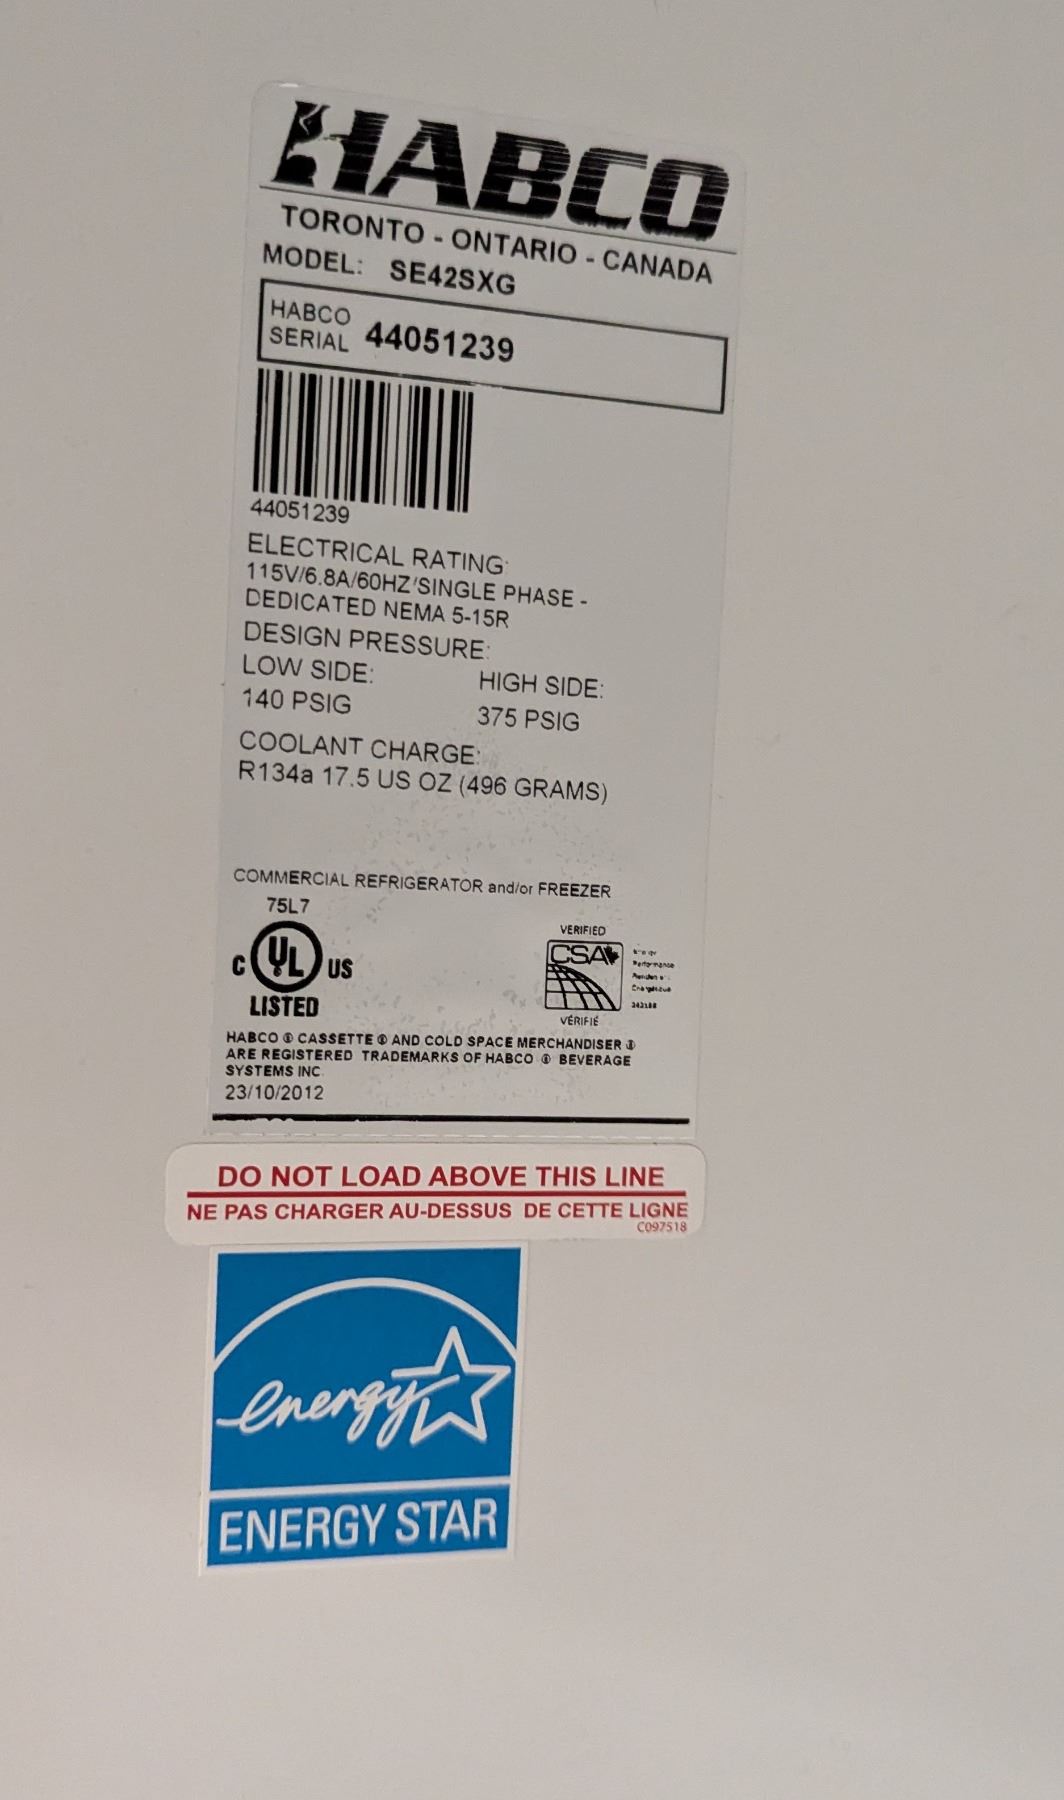 HABCO
TORONTO - ONTARIO - CANADA
MODEL: SE42SXG
HABCO
SERIAL 44051239
44051239
ELECTRICAL RATING:
115V/6.8A/60HZ/SINGLE PHASE -
DEDICATED NEMA 5-15R
DESIGN PRESSURE:
LOW SIDE: HIGH SIDE:
140 PSIG 375 PSIG
COOLANT CHARGE:
R134a 17.5 US OZ (496 GRAMS)
COMMERCIAL REFRIGERATOR and/or FREEZER
75L7
C UL US
LISTED
VERIFIED
CSA
Performance
VÉRIFIÉ
HABCO ® CASSETTE ® AND COLD SPACE MERCHANDISER ®
ARE REGISTERED TRADEMARKS OF HABCO ® BEVERAGE
SYSTEMS INC.
23/10/2012
DO NOT LOAD ABOVE THIS LINE
NE PAS CHARGER AU-DESSUS DE CETTE LIGNE
C097518
energy
ENERGY STAR